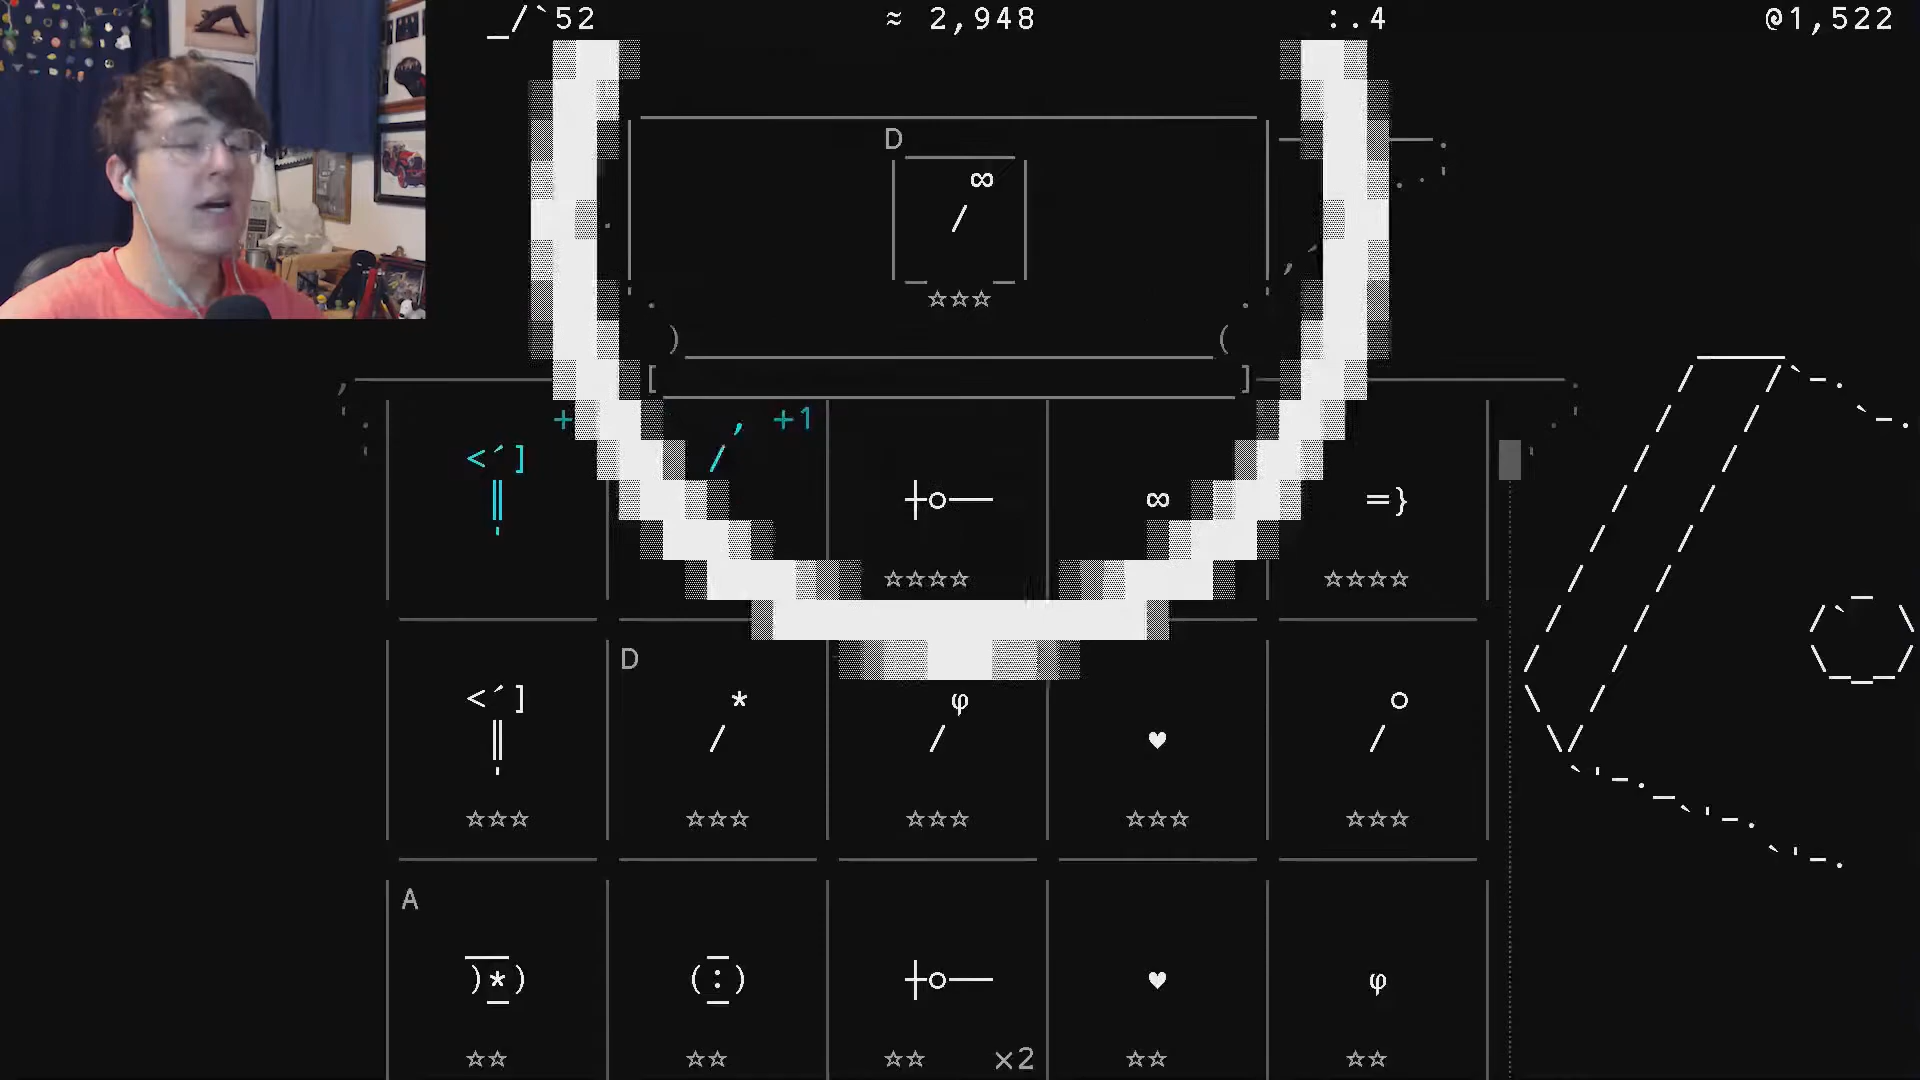 _/`52 ≈ 2,948 :.4 @1,522
D
∞
/
☆☆☆
+ , +1
<´] /
=}
∞
☆☆☆☆ ☆☆☆☆
D
<´] * φ ♥ o
/ / /
☆☆☆ ☆☆☆ ☆☆☆ ☆☆☆ ☆☆☆
A
)*) (:) ┼o── ♥ φ
☆☆ ☆☆ ☆☆ ×2 ☆☆ ☆☆